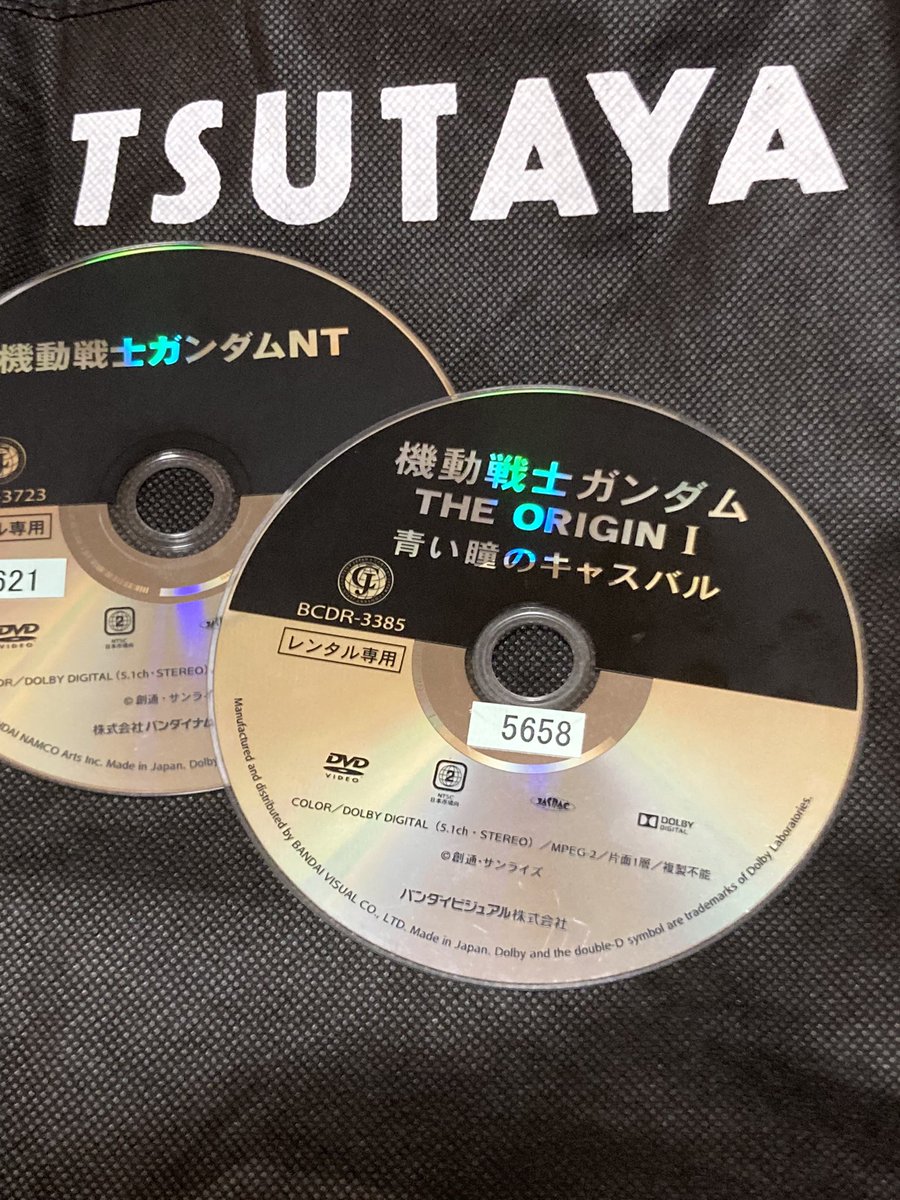 TSUTAYA
機動戦士ガンダムNT
3723
専用
621
DVD
VIDEO
2
NTSC
日本市場向
DOLBY DIGITAL (5.1ch・STEREO)
©創通・サンライ
株式会社バンダイナ
NAMCO Arts Inc. Made in Japan. Dolby
機動戦士ガンダム
THE ORIGIN I
青い瞳のキャスバル
BCDR-3385
レンタル専用
5658
DVD
VIDEO
2
NTSC
日本市場向
DOLBY
DIGITAL
COLOR/DOLBY DIGITAL (5.1ch・STEREO)/MPEG-2/片面1層/複製不能
©創通・サンライズ
バンダイビジュアル株式会社
Manufactured and distributed by BANDAI VISUAL CO., LTD. Made in Japan. Dolby and the double-D symbol are trademarks of Dolby Laboratories.